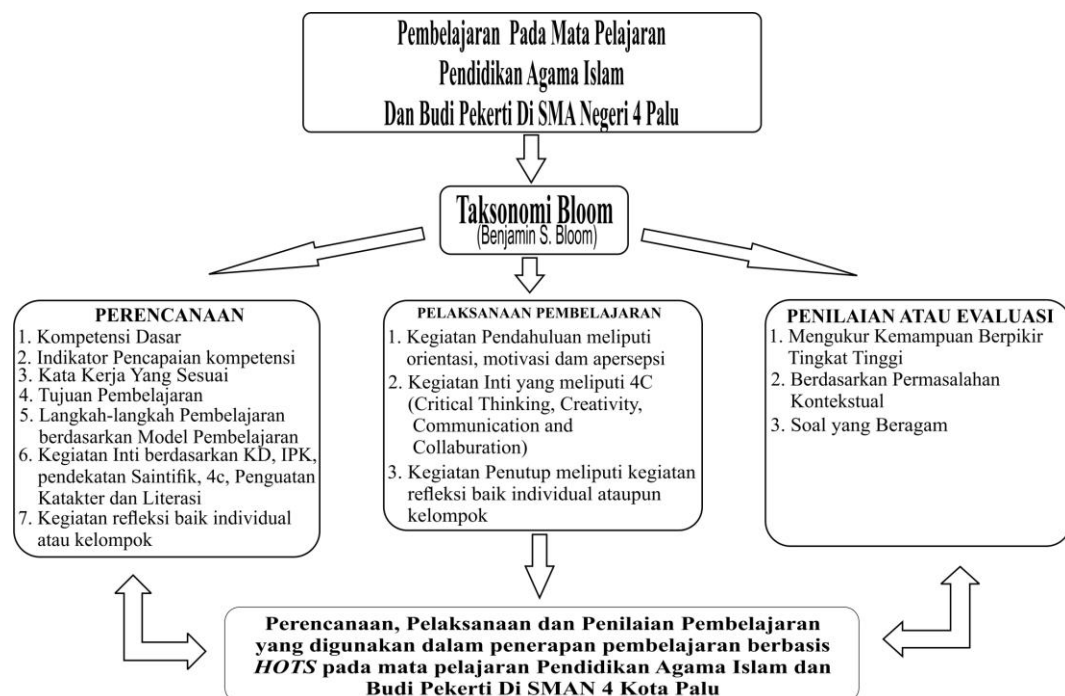 Pembelajaran Pada Mata Pelajaran
Pendidikan Agama Islam
Dan Budi Pekerti Di SMA Negeri 4 Palu
Taksonomi Bloom
(Benjamin S. Bloom)
PERENCANAAN
1. Kompetensi Dasar
2. Indikator Pencapaian kompetensi
3. Kata Kerja Yang Sesuai
4. Tujuan Pembelajaran
5. Langkah-langkah Pembelajaran
berdasarkan Model Pembelajaran
6. Kegiatan Inti berdasarkan KD, IPK,
pendekatan Saintifik, 4c, Penguatan
Katakter dan Literasi
7. Kegiatan refleksi baik individual
atau kelompok
PELAKSANAAN PEMBELAJARAN
1. Kegiatan Pendahuluan meliputi
orientasi, motivasi dam apersepsi
2. Kegiatan Inti yang meliputi 4C
(Critical Thinking, Creativity,
Communication and
Collaburation)
3. Kegiatan Penutup meliputi kegiatan
refleksi baik individual ataupun
kelompok
PENILAIAN ATAU EVALUASI
1. Mengukur Kemampuan Berpikir
Tingkat Tinggi
2. Berdasarkan Permasalahan
Kontekstual
3. Soal yang Beragam
Perencanaan, Pelaksanaan dan Penilaian Pembelajaran
yang digunakan dalam penerapan pembelajaran berbasis
HOTS pada mata pelajaran Pendidikan Agama Islam dan
Budi Pekerti Di SMAN 4 Kota Palu